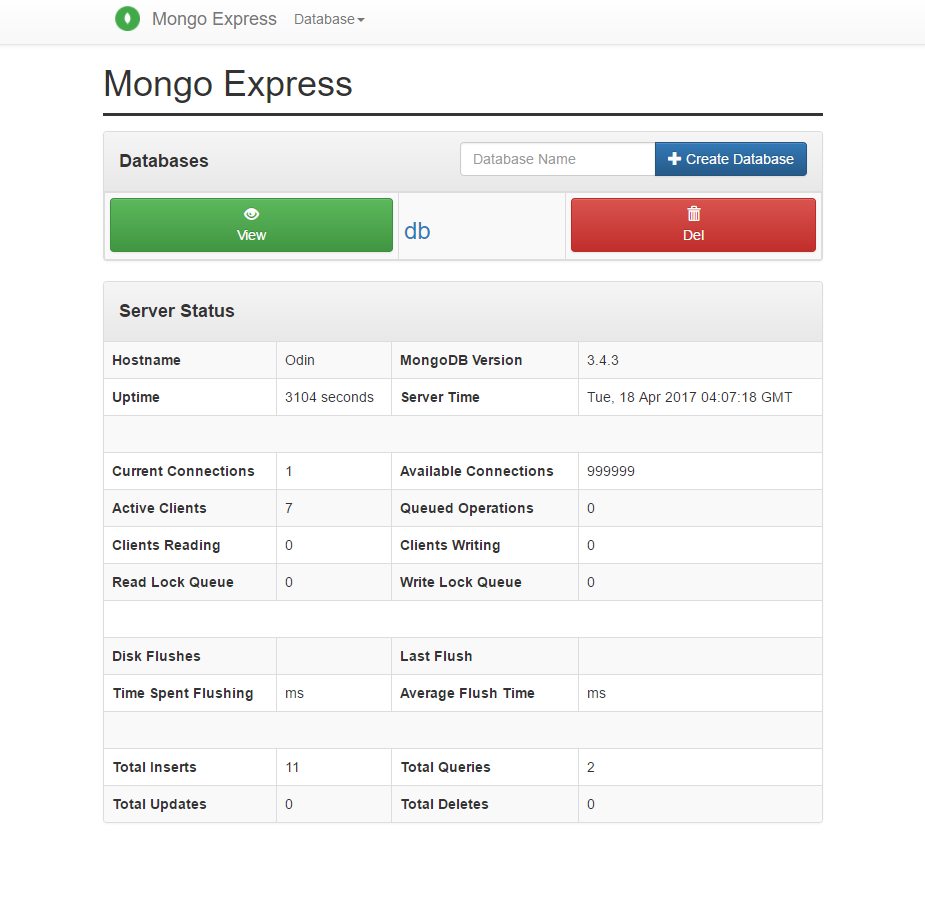 Mongo Express Database
Mongo Express
Databases Database Name Create Database
View db Del
Server Status
Hostname Odin MongoDB Version 3.4.3
Uptime 3104 seconds Server Time Tue, 18 Apr 2017 04:07:18 GMT
Current Connections 1 Available Connections 999999
Active Clients 7 Queued Operations 0
Clients Reading 0 Clients Writing 0
Read Lock Queue 0 Write Lock Queue 0
Disk Flushes Last Flush
Time Spent Flushing ms Average Flush Time ms
Total Inserts 11 Total Queries 2
Total Updates 0 Total Deletes 0